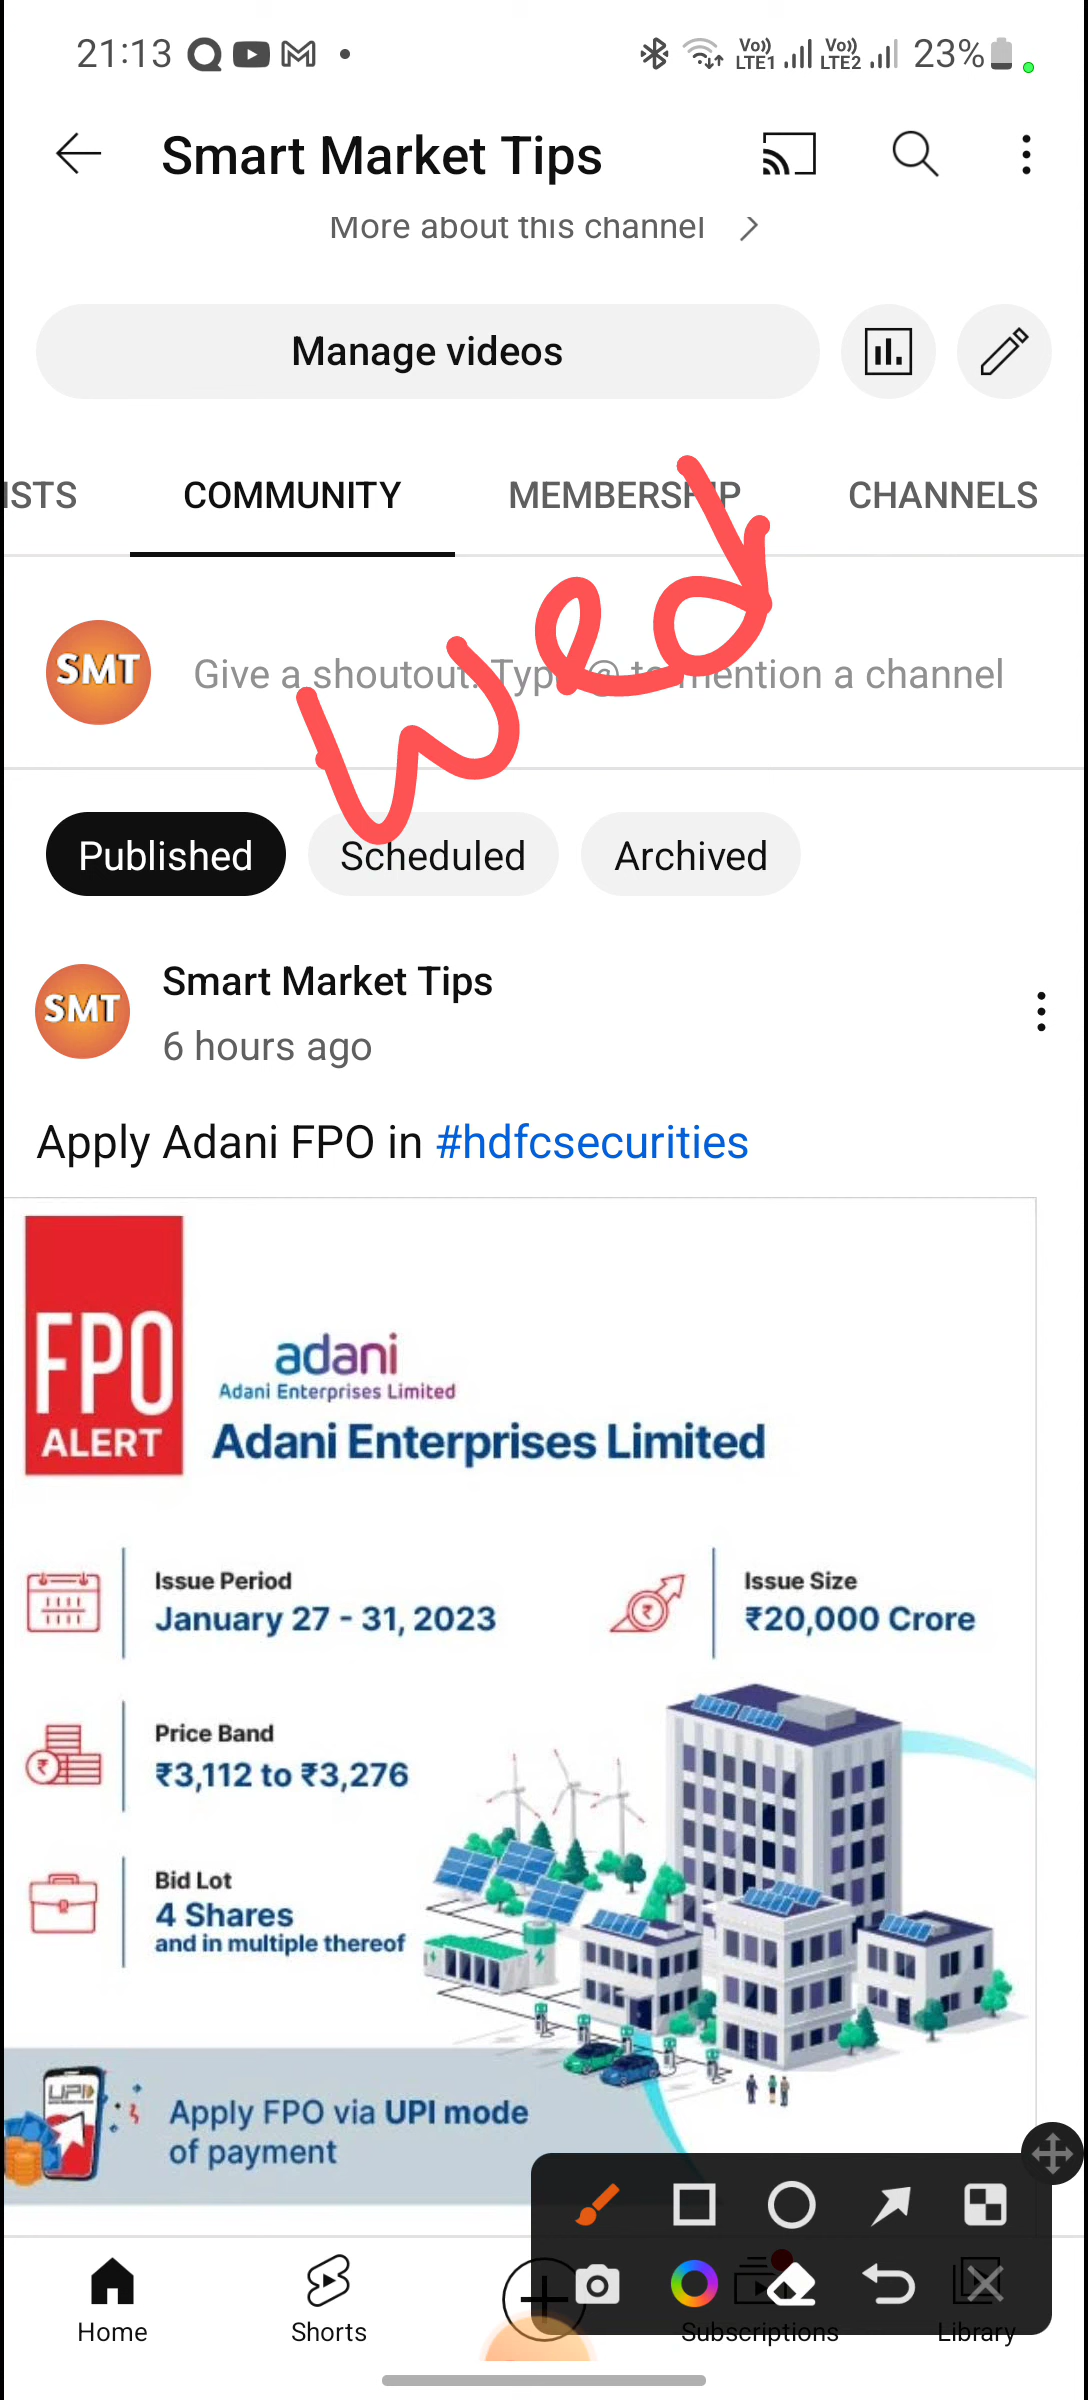 21:13 Vo)) LTE1 Vo)) LTE2 23%
Smart Market Tips
More about this channel
Manage videos
ISTS COMMUNITY MEMBERSHIP CHANNELS
wed
SMT Give a shoutout. Type @ to mention a channel
Published Scheduled Archived
SMT Smart Market Tips
6 hours ago
Apply Adani FPO in #hdfcsecurities
FPO
ALERT
adani
Adani Enterprises Limited
Adani Enterprises Limited
Issue Period
January 27 - 31, 2023
Issue Size
₹20,000 Crore
Price Band
₹3,112 to ₹3,276
Bid Lot
4 Shares
and in multiple thereof
UPI
Apply FPO via UPI mode
of payment
Home Shorts Subscriptions Library